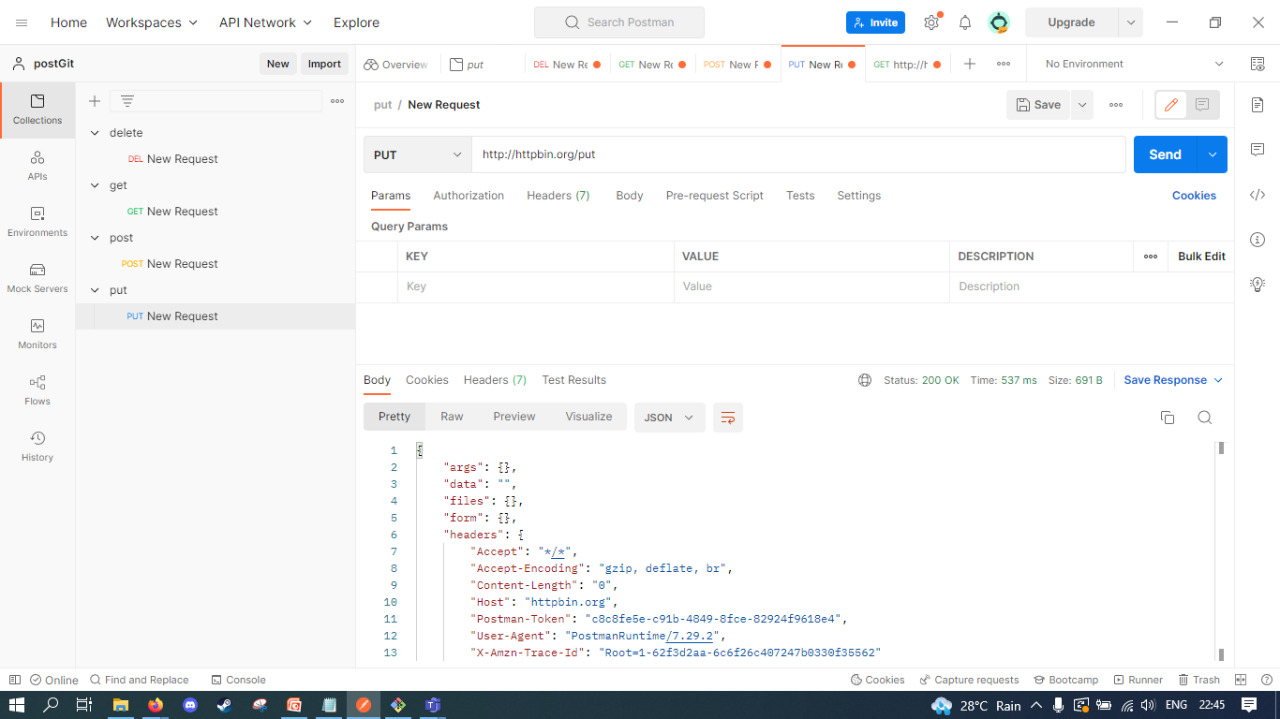 Home Workspaces API Network Explore Search Postman Invite Upgrade
postGit New Import Overview put DEL New Re GET New Re POST New F PUT New Re GET http://h No Environment
Collections
APIs
Environments
Mock Servers
Monitors
Flows
History
delete
DEL New Request
get
GET New Request
post
POST New Request
put
PUT New Request
put / New Request Save
PUT http://httpbin.org/put Send
Params Authorization Headers (7) Body Pre-request Script Tests Settings Cookies
Query Params
KEY VALUE DESCRIPTION Bulk Edit
Key Value Description
Body Cookies Headers (7) Test Results Status: 200 OK Time: 537 ms Size: 691 B Save Response
Pretty Raw Preview Visualize JSON
1 {
2 "args": {},
3 "data": "",
4 "files": {},
5 "form": {},
6 "headers": {
7 "Accept": "*/*",
8 "Accept-Encoding": "gzip, deflate, br",
9 "Content-Length": "0",
10 "Host": "httpbin.org",
11 "Postman-Token": "c8c8fe5e-c91b-4849-8fce-82924f9618e4",
12 "User-Agent": "PostmanRuntime/7.29.2",
13 "X-Amzn-Trace-Id": "Root=1-62f3d2aa-6c6f26c407247b0330f35562"
Online Find and Replace Console Cookies Capture requests Bootcamp Runner Trash
28°C Rain ENG 22:45